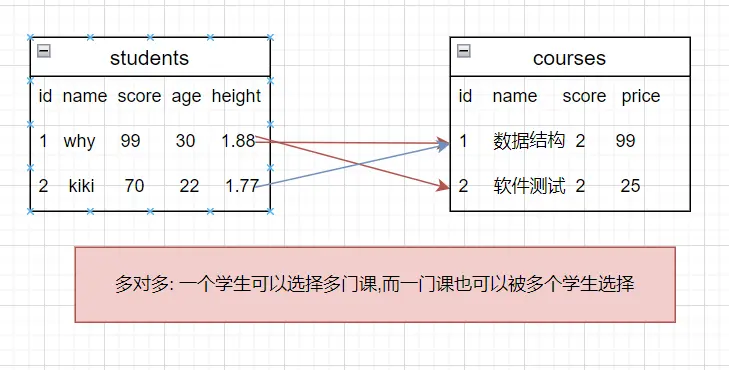 students
id name score age height
1 why 99 30 1.88
2 kiki 70 22 1.77
courses
id name score price
1 数据结构 2 99
2 软件测试 2 25
多对多: 一个学生可以选择多门课,而一门课也可以被多个学生选择